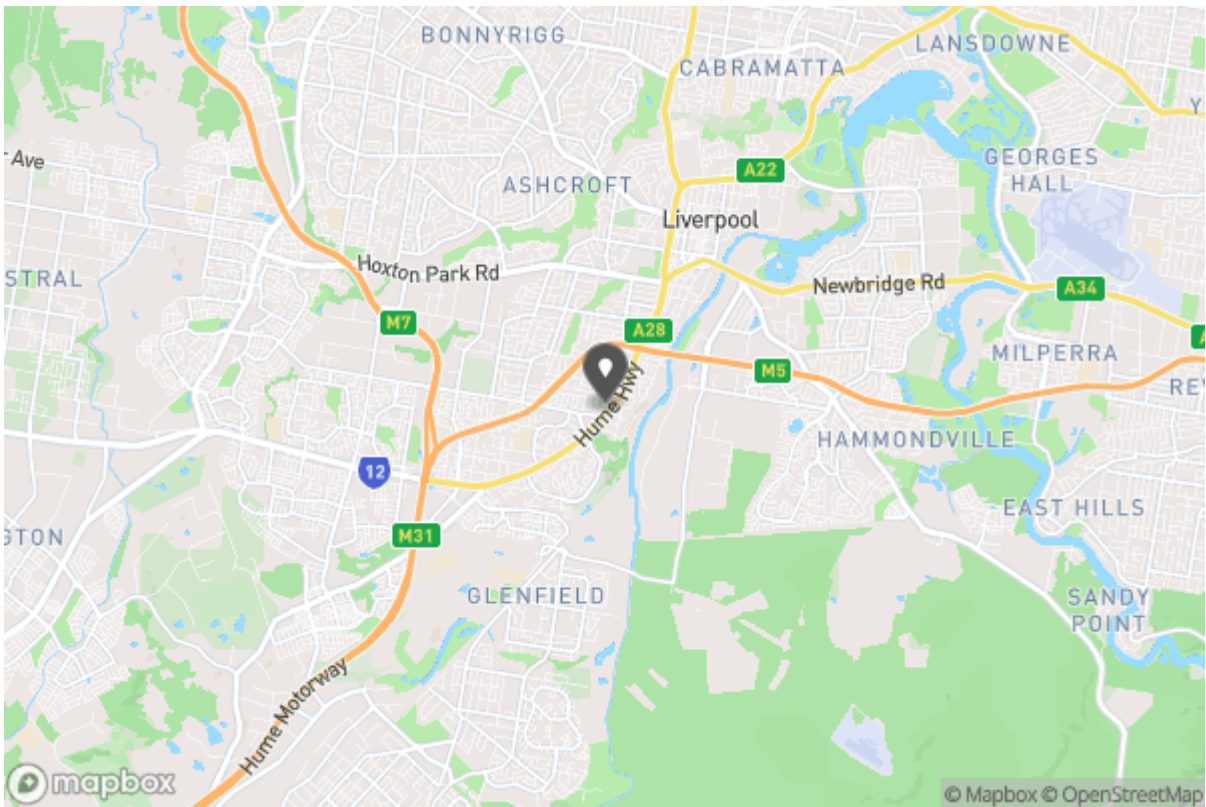 BONNYRIGG
LANSDOWNE
CABRAMATTA
Y
r Ave
GEORGES
HALL
A22
ASHCROFT
Liverpool
Hoxton Park Rd
STRAL
Newbridge Rd
A34
M7
A28
A
MILPERRA
M5
REV
Hume Hwy
HAMMONDVILLE
12
EAST HILLS
M31
GTON
GLENFIELD
SANDY
POINT
Hume Motorway
mapbox
© Mapbox © OpenStreetMap